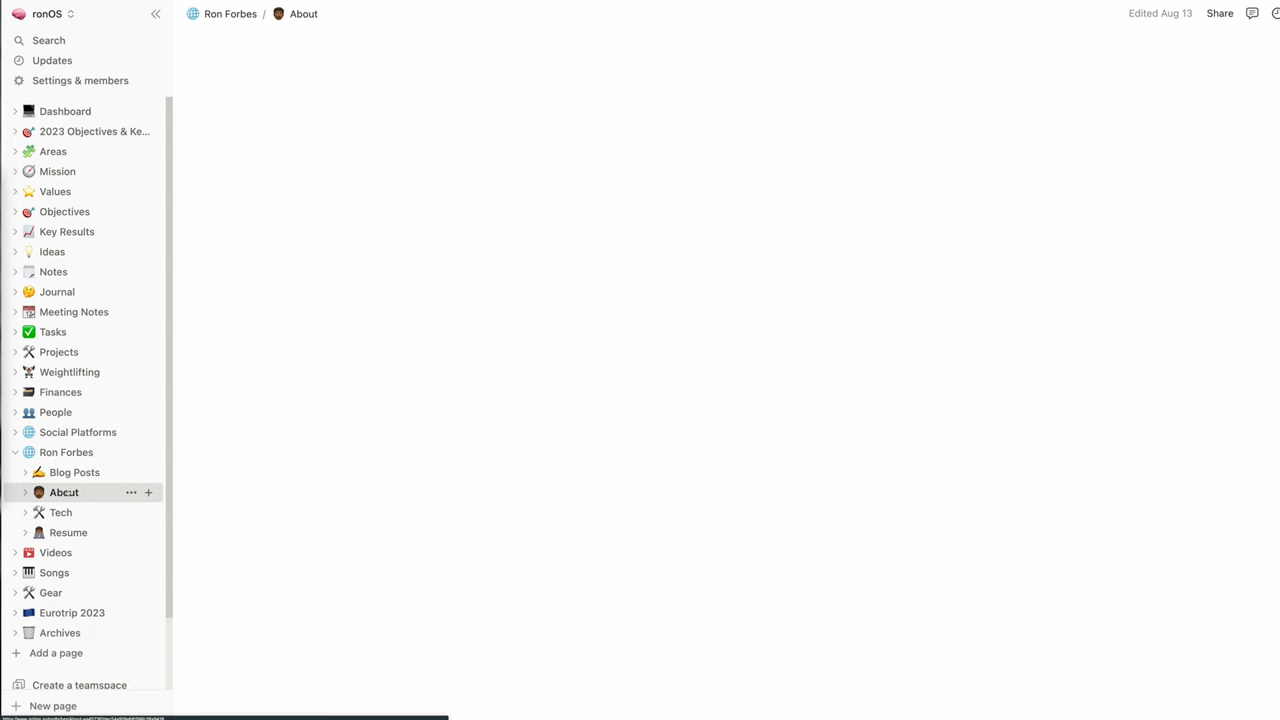 ronOS
Ron Forbes / About
Edited Aug 13 Share
Search
Updates
Settings & members
Dashboard
2023 Objectives & Ke...
Areas
Mission
Values
Objectives
Key Results
Ideas
Notes
Journal
Meeting Notes
Tasks
Projects
Weightlifting
Finances
People
Social Platforms
Ron Forbes
Blog Posts
About
Tech
Resume
Videos
Songs
Gear
Eurotrip 2023
Archives
Add a page
Create a teamspace
New page